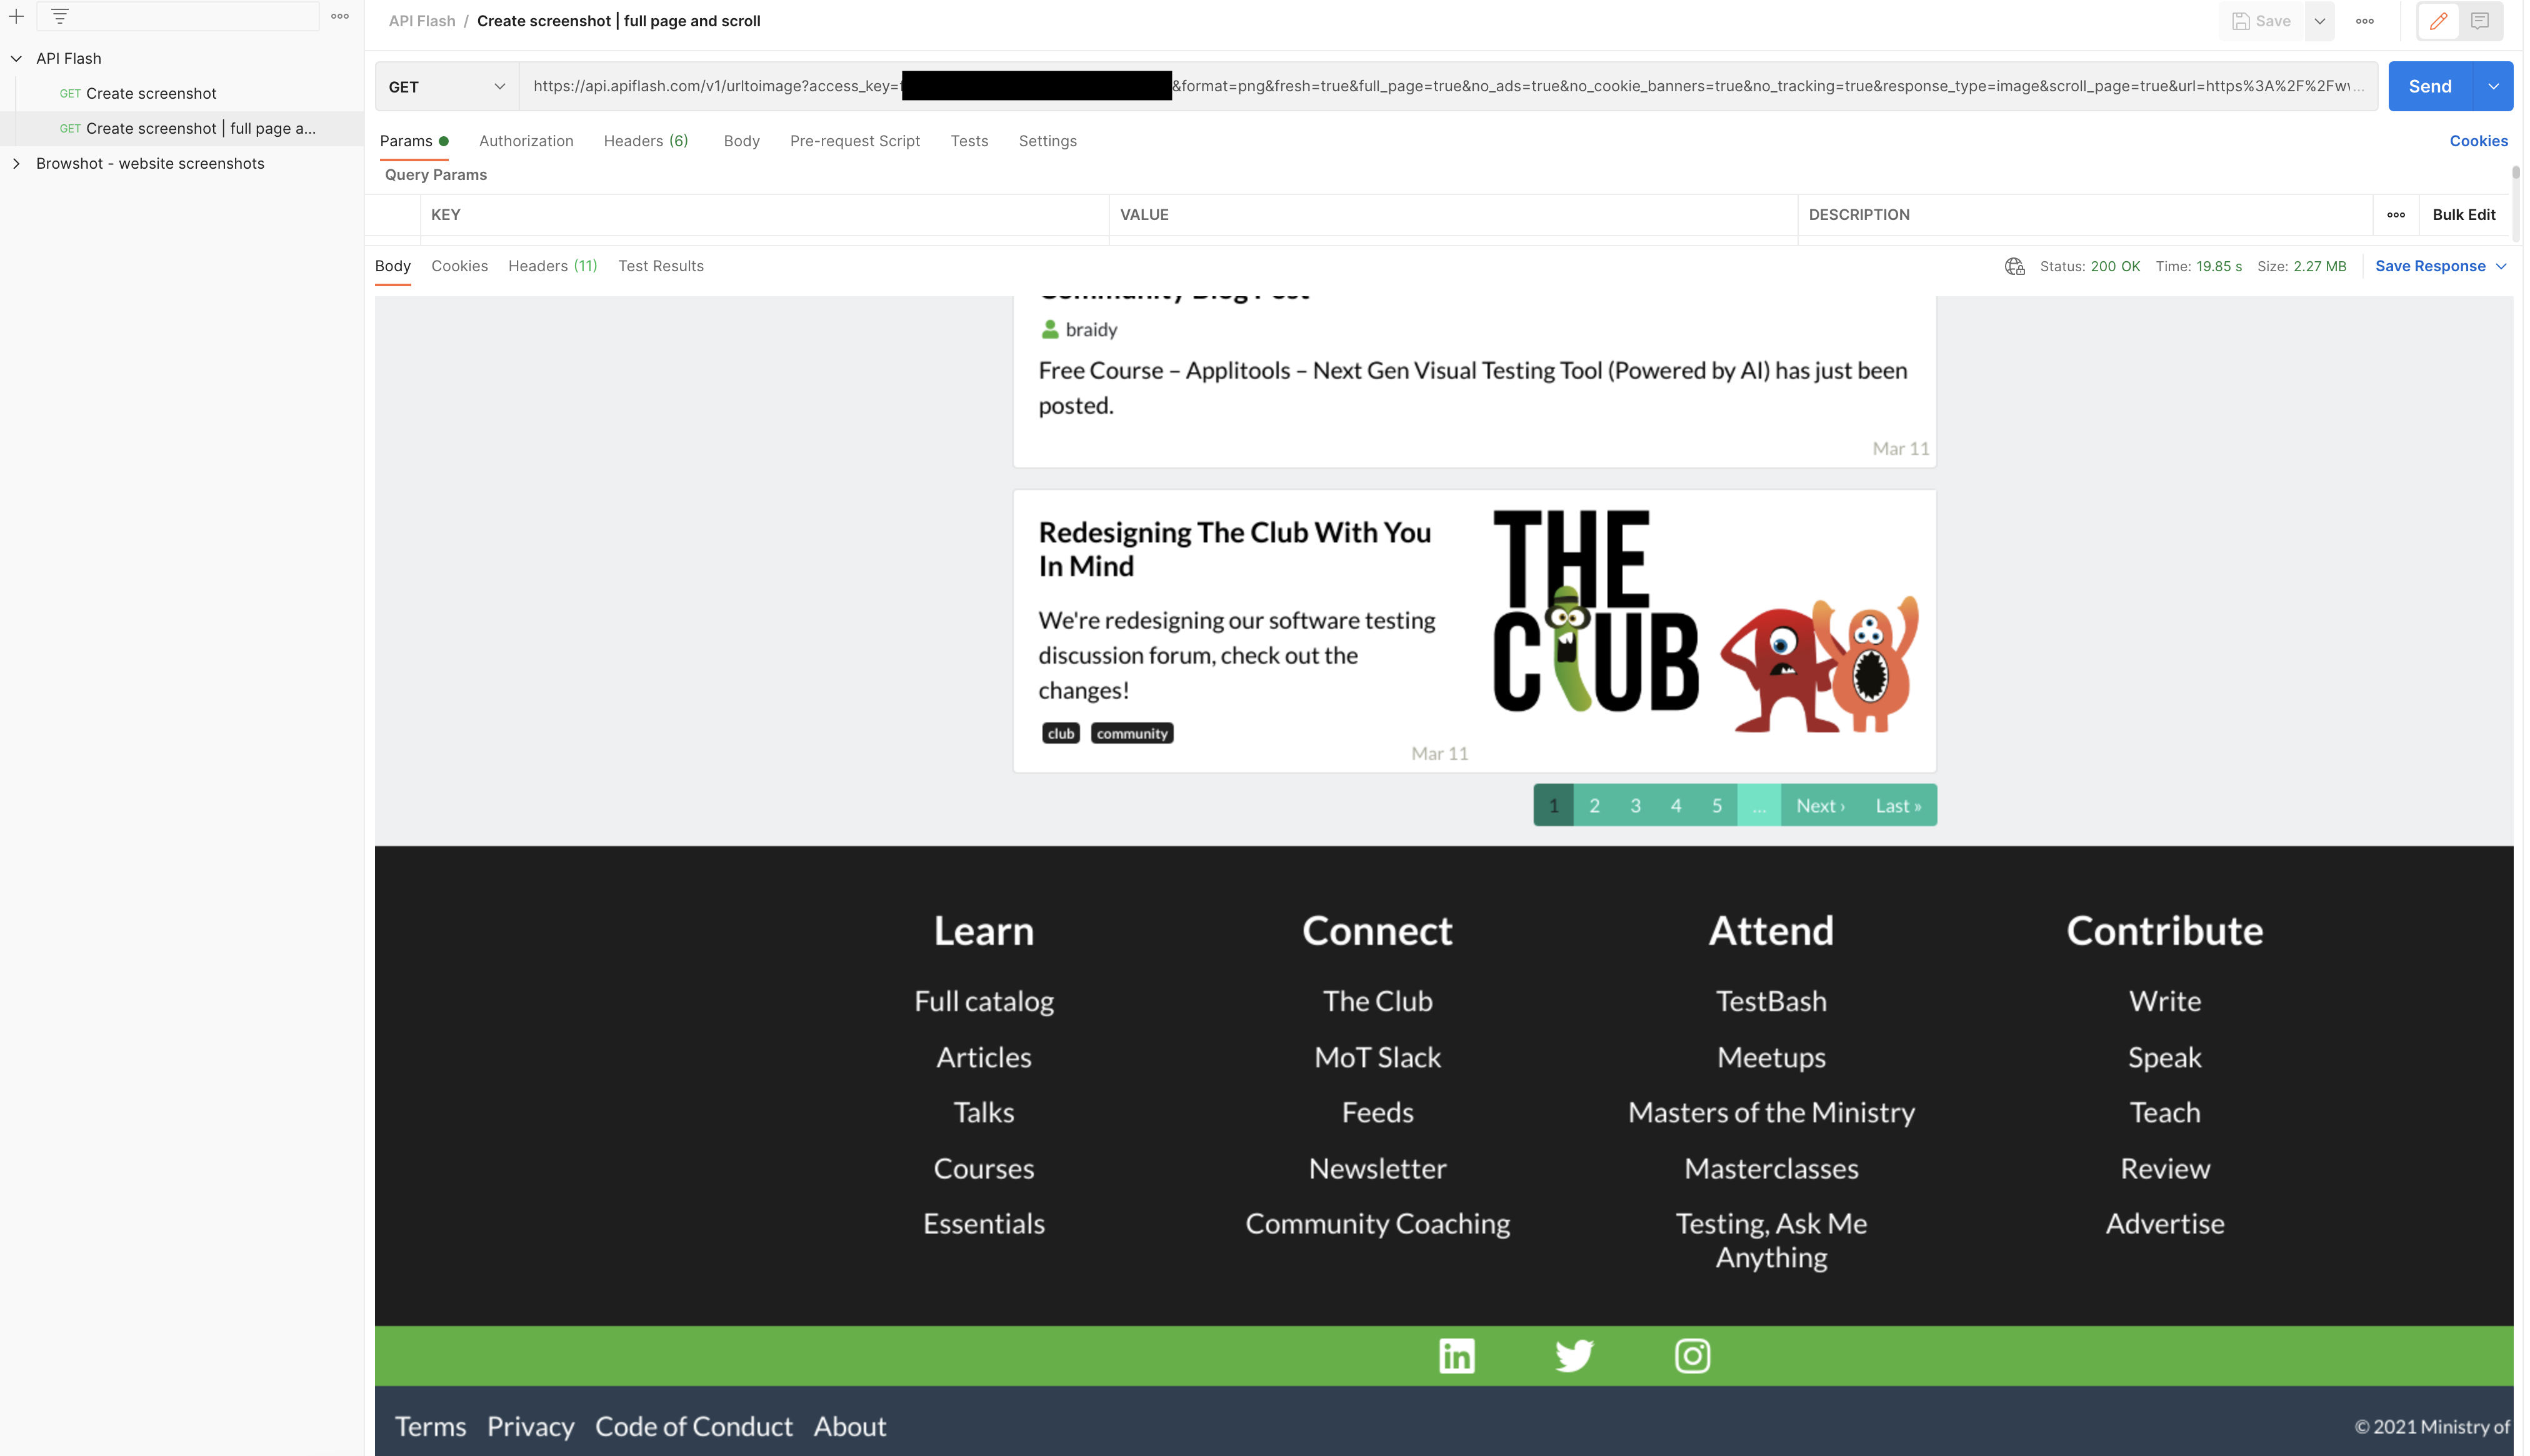 API Flash / Create screenshot | full page and scroll
Save
API Flash
GET Create screenshot
GET Create screenshot | full page a...
Browshot - website screenshots
GET
https://api.apiflash.com/v1/urltoimage?access_key=
&format=png&fresh=true&full_page=true&no_ads=true&no_cookie_banners=true&no_tracking=true&response_type=image&scroll_page=true&url=https%3A%2F%2Fw...
Send
Params Authorization Headers (6) Body Pre-request Script Tests Settings
Cookies
Query Params
KEY VALUE DESCRIPTION
Bulk Edit
Body Cookies Headers (11) Test Results
Status: 200 OK Time: 19.85 s Size: 2.27 MB
Save Response
Community Blog Post
braidy
Free Course – Applitools – Next Gen Visual Testing Tool (Powered by AI) has just been
posted.
Mar 11
Redesigning The Club With You
In Mind
We're redesigning our software testing
discussion forum, check out the
changes!
club community
Mar 11
THE
CLUB
1 2 3 4 5 ... Next › Last »
Learn
Full catalog
Articles
Talks
Courses
Essentials
Connect
The Club
MoT Slack
Feeds
Newsletter
Community Coaching
Attend
TestBash
Meetups
Masters of the Ministry
Masterclasses
Testing, Ask Me
Anything
Contribute
Write
Speak
Teach
Review
Advertise
in
Terms Privacy Code of Conduct About
© 2021 Ministry of